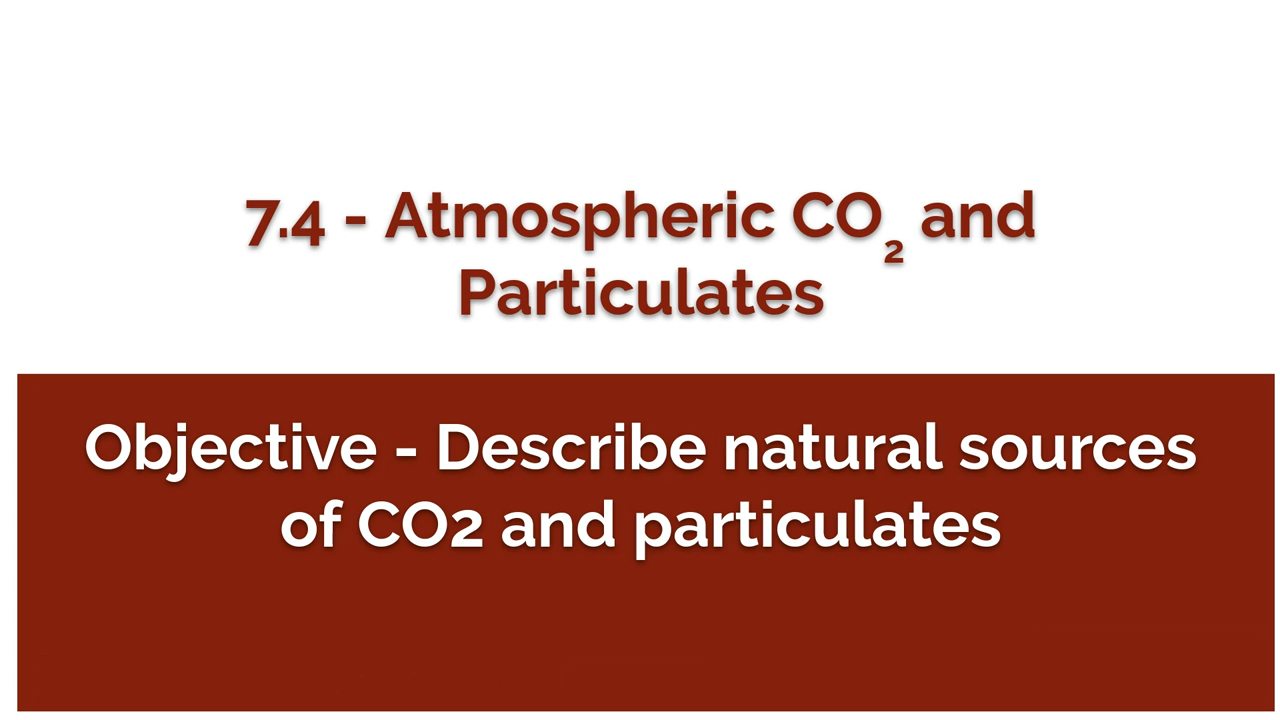 7.4 - Atmospheric CO₂ and
Particulates
Objective - Describe natural sources
of CO2 and particulates